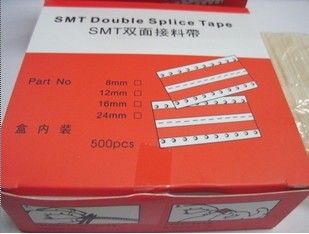 SMT Double Splice Tape
SMT双面接料帶
Part No 8mm
12mm
16mm
24mm
盒内装
500pcs